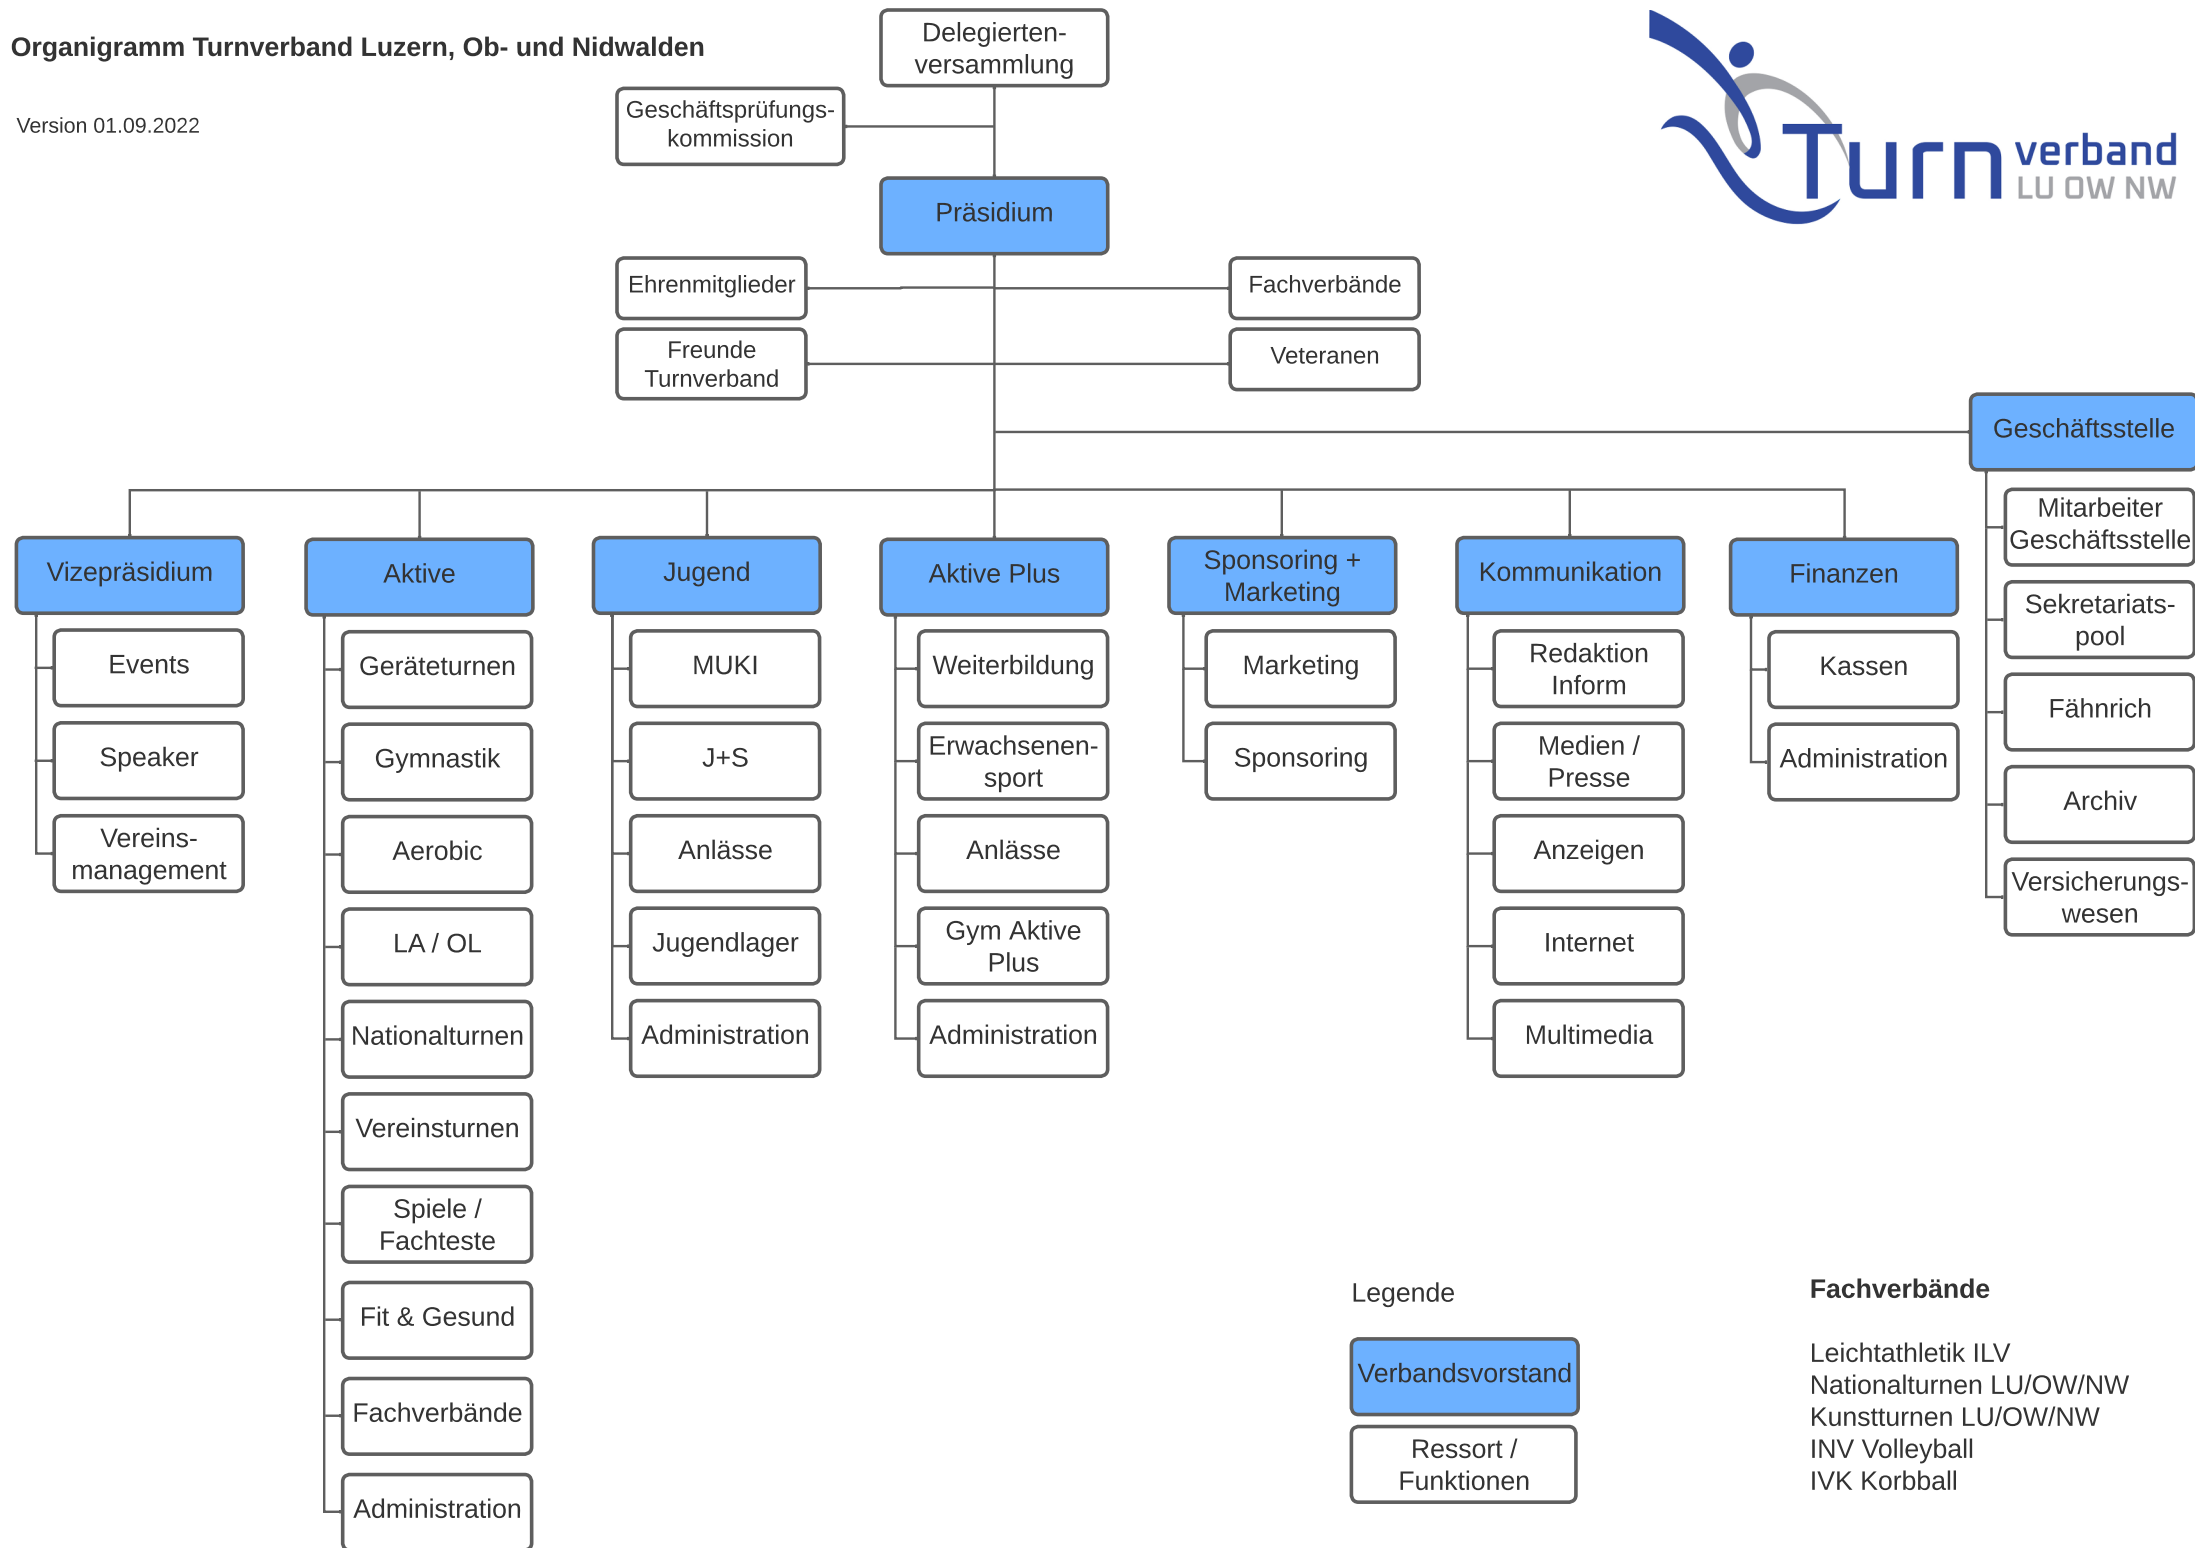 Organigramm Turnverband Luzern, Ob- und Nidwalden
Version 01.09.2022
Delegierten-
versammlung
Geschäftsprüfungs-
kommission
Präsidium
Turn verband
LU OW NW
Ehrenmitglieder
Fachverbände
Freunde
Turnverband
Veteranen
Geschäftsstelle
Mitarbeiter
Geschäftsstelle
Sekretariats-
pool
Fähnrich
Archiv
Versicherungs-
wesen
Vizepräsidium
Events
Speaker
Vereins-
management
Aktive
Geräteturnen
Gymnastik
Aerobic
LA / OL
Nationalturnen
Vereinsturnen
Spiele /
Fachteste
Fit & Gesund
Fachverbände
Administration
Jugend
MUKI
J+S
Anlässe
Jugendlager
Administration
Aktive Plus
Weiterbildung
Erwachsenen-
sport
Anlässe
Gym Aktive
Plus
Administration
Sponsoring +
Marketing
Marketing
Sponsoring
Kommunikation
Redaktion
Inform
Medien /
Presse
Anzeigen
Internet
Multimedia
Finanzen
Kassen
Administration
Legende
Verbandsvorstand
Ressort /
Funktionen
Fachverbände
Leichtathletik ILV
Nationalturnen LU/OW/NW
Kunstturnen LU/OW/NW
INV Volleyball
IVK Korbball